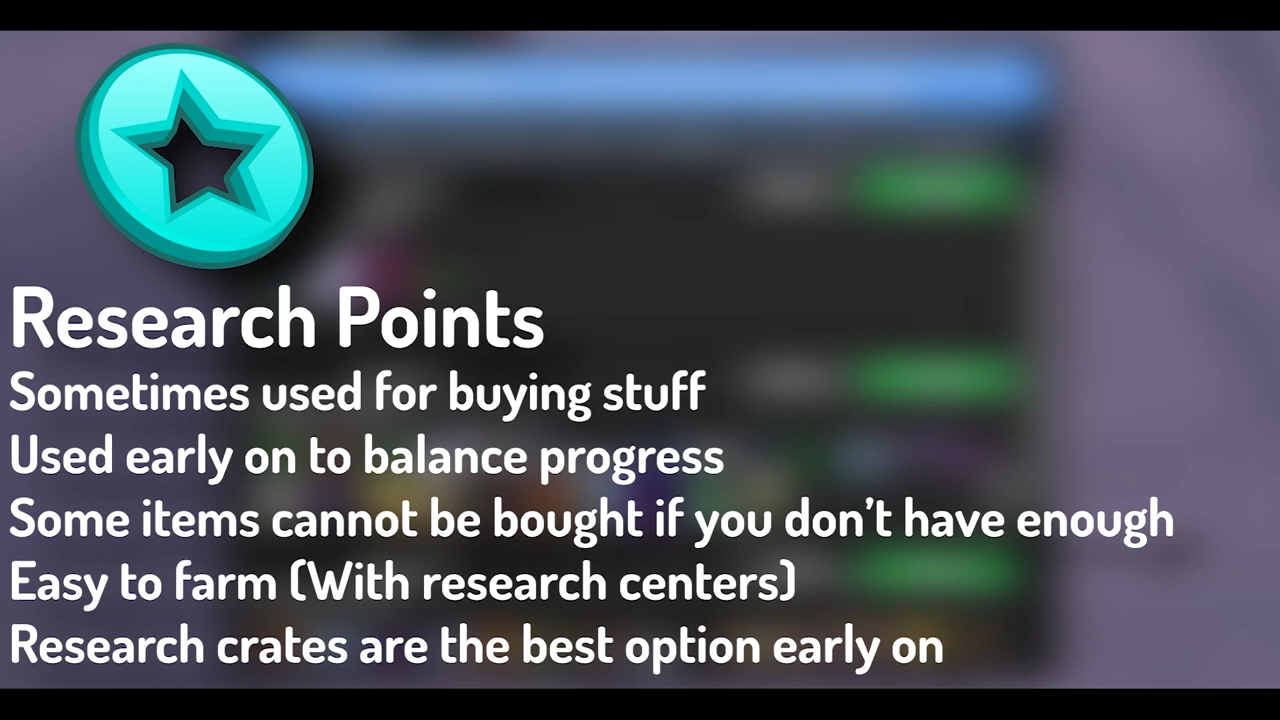 Research Points
Sometimes used for buying stuff
Used early on to balance progress
Some items cannot be bought if you don't have enough
Easy to farm (With research centers)
Research crates are the best option early on